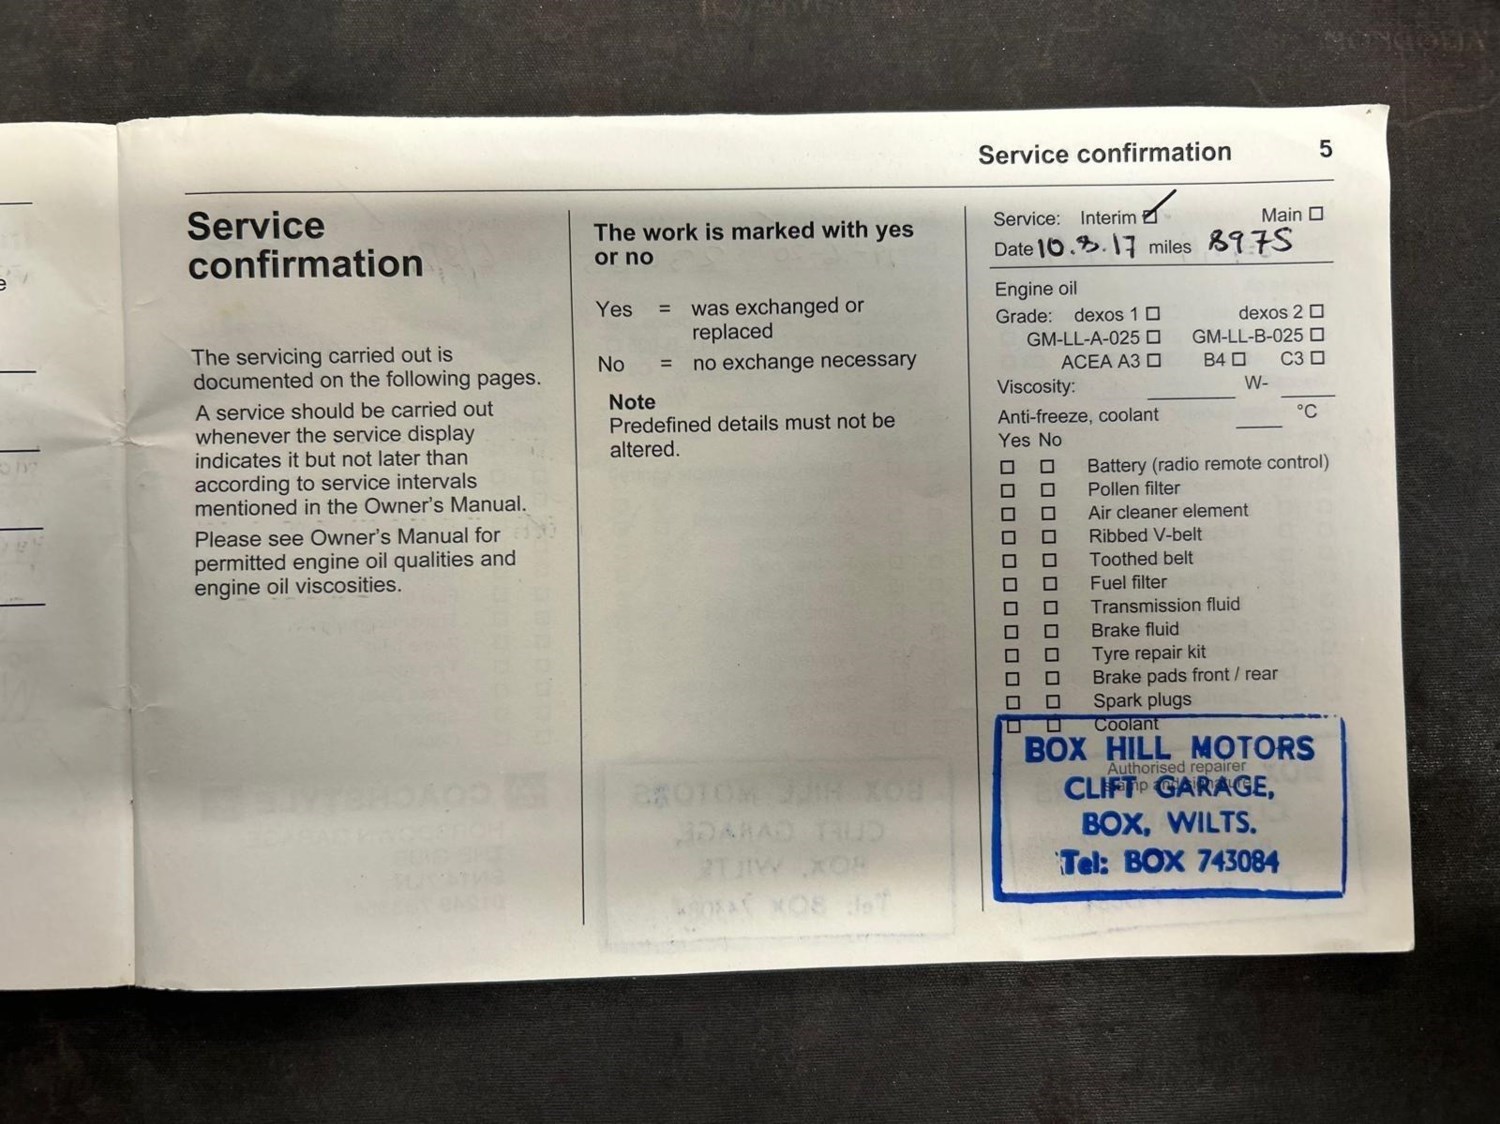 Service confirmation 5
Service
confirmation
The servicing carried out is
documented on the following pages.
A service should be carried out
whenever the service display
indicates it but not later than
according to service intervals
mentioned in the Owner's Manual.
Please see Owner's Manual for
permitted engine oil qualities and
engine oil viscosities.
The work is marked with yes
or no
Yes = was exchanged or
replaced
No = no exchange necessary
Note
Predefined details must not be
altered.
Service: Interim Main
Date 10.3.17 miles 8975
Engine oil
Grade: dexos 1 dexos 2
GM-LL-A-025 GM-LL-B-025
ACEA A3 B4 C3
Viscosity: W-
Anti-freeze, coolant °C
Yes No
Battery (radio remote control)
Pollen filter
Air cleaner element
Ribbed V-belt
Toothed belt
Fuel filter
Transmission fluid
Brake fluid
Tyre repair kit
Brake pads front / rear
Spark plugs
Coolant
BOX HILL MOTORS
Authorised repairer
CLIFT GARAGE,
BOX, WILTS.
Tel: BOX 743084